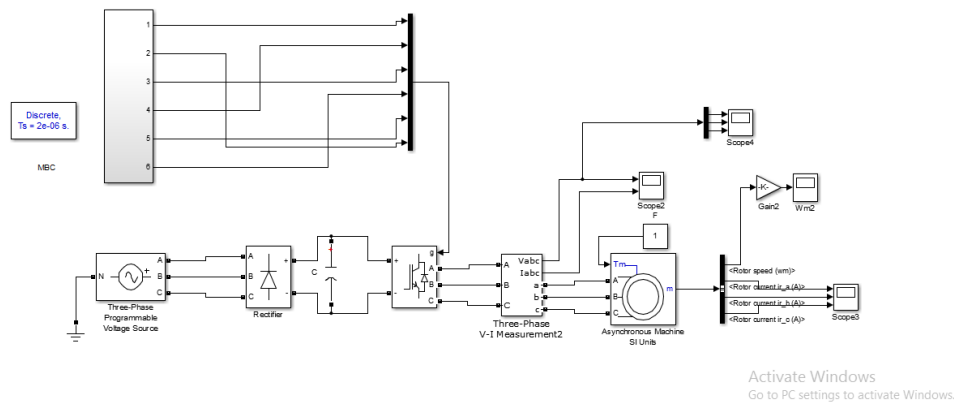 1
2
3
4
5
6
Discrete,
Ts = 2e-06 s.
MBC
Scope4
Scope2
F
-K-
Gain2
Wm2
1
g
A
B
C
+
-
N
+
A
B
C
Three-Phase
Programmable
Voltage Source
A
B
C
+
-
Rectifier
+
C
A
B
C
Vabc
Iabc
a
b
c
Three-Phase
V-I Measurement2
Tm
A
B
C
m
Asynchronous Machine
SI Units
<Rotor speed (wm)>
<Rotor current ir_a (A)>
<Rotor current ir_b (A)>
<Rotor current ir_c (A)>
Scope3
Activate Windows
Go to PC settings to activate Windows.